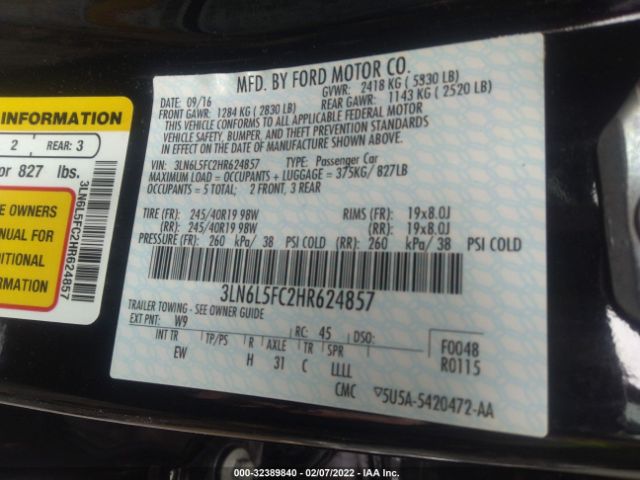 MFD. BY FORD MOTOR CO.
DATE: 09/16 GVWR: 2418 KG (5330 LB)
FRONT GAWR: 1284 KG (2830 LB) REAR GAWR: 1143 KG (2520 LB)
THIS VEHICLE CONFORMS TO ALL APPLICABLE FEDERAL MOTOR
VEHICLE SAFETY, BUMPER, AND THEFT PREVENTION STANDARDS
IN EFFECT ON THE DATE OF MANUFACTURE SHOWN ABOVE.
VIN: 3LN6L5FC2HR624857 TYPE: Passenger Car
MAXIMUM LOAD = OCCUPANTS + LUGGAGE = 375KG/ 827LB
OCCUPANTS = 5 TOTAL; 2 FRONT, 3 REAR
TIRE (FR): 245/40R19 98W RIMS (FR): 19x8.0J
(RR): 245/40R19 98W (RR): 19x8.0J
PRESSURE (FR): 260 kPa/ 38 PSI COLD (RR): 260 kPa/ 38 PSI COLD
3LN6L5FC2HR624857
TRAILER TOWING - SEE OWNER GUIDE
EXT PNT: W9 RC: 45 DSO:
INT TR TP/PS R AXLE TR SPR
EW H 31 C LLLL
F0048
R0115
CMC 5U5A-5420472-AA
INFORMATION
2 REAR: 3
or 827 lbs.
E OWNERS
NUAL FOR
DITIONAL
RMATION
3LN6L5FC2HR624857
000-32389840 - 02/07/2022 - IAA Inc.